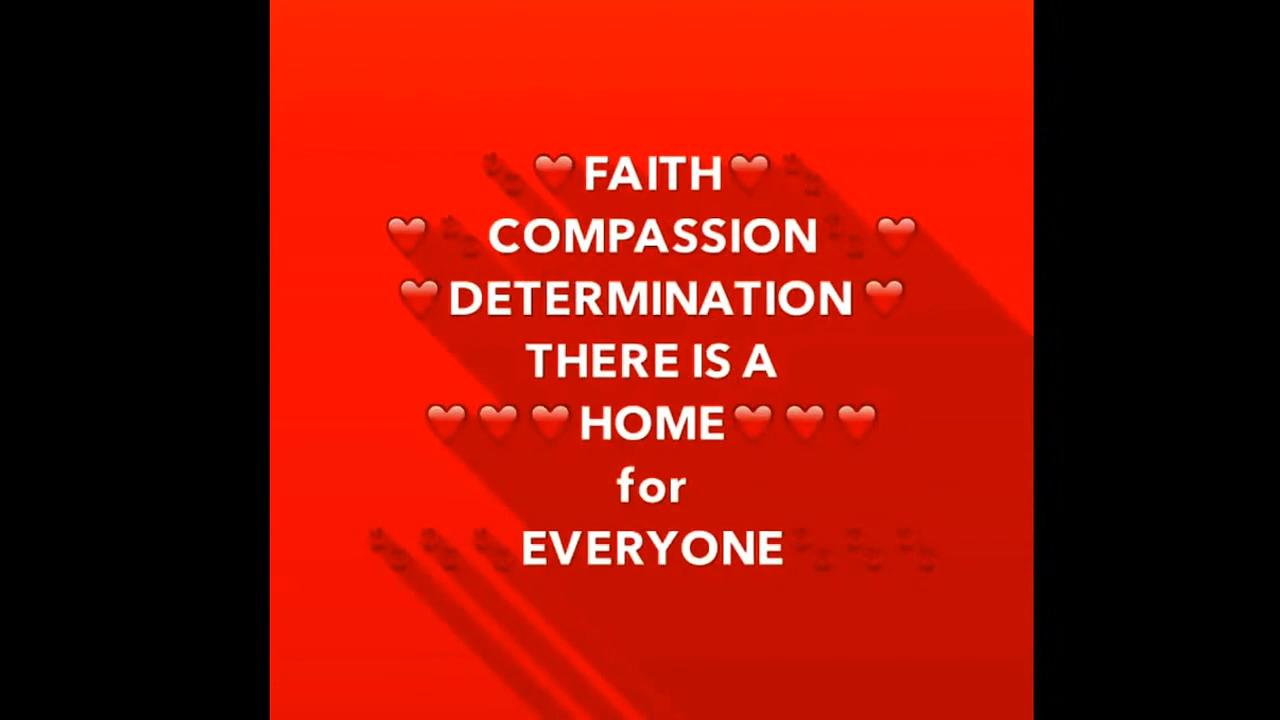 🐾❤️FAITH❤️🐾
❤️🐾COMPASSION🐾❤️
❤️DETERMINATION❤️
THERE IS A
❤️❤️❤️HOME❤️❤️❤️
for
🐾🐾🐾EVERYONE🐾🐾🐾